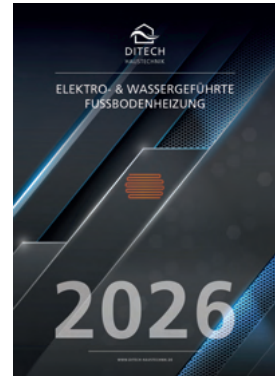 DITECH
HAUSTECHNIK
ELEKTRO- & WASSERGEFÜHRTE
FUSSBODENHEIZUNG
2026
WWW.DITECH-HAUSTECHNIK.DE